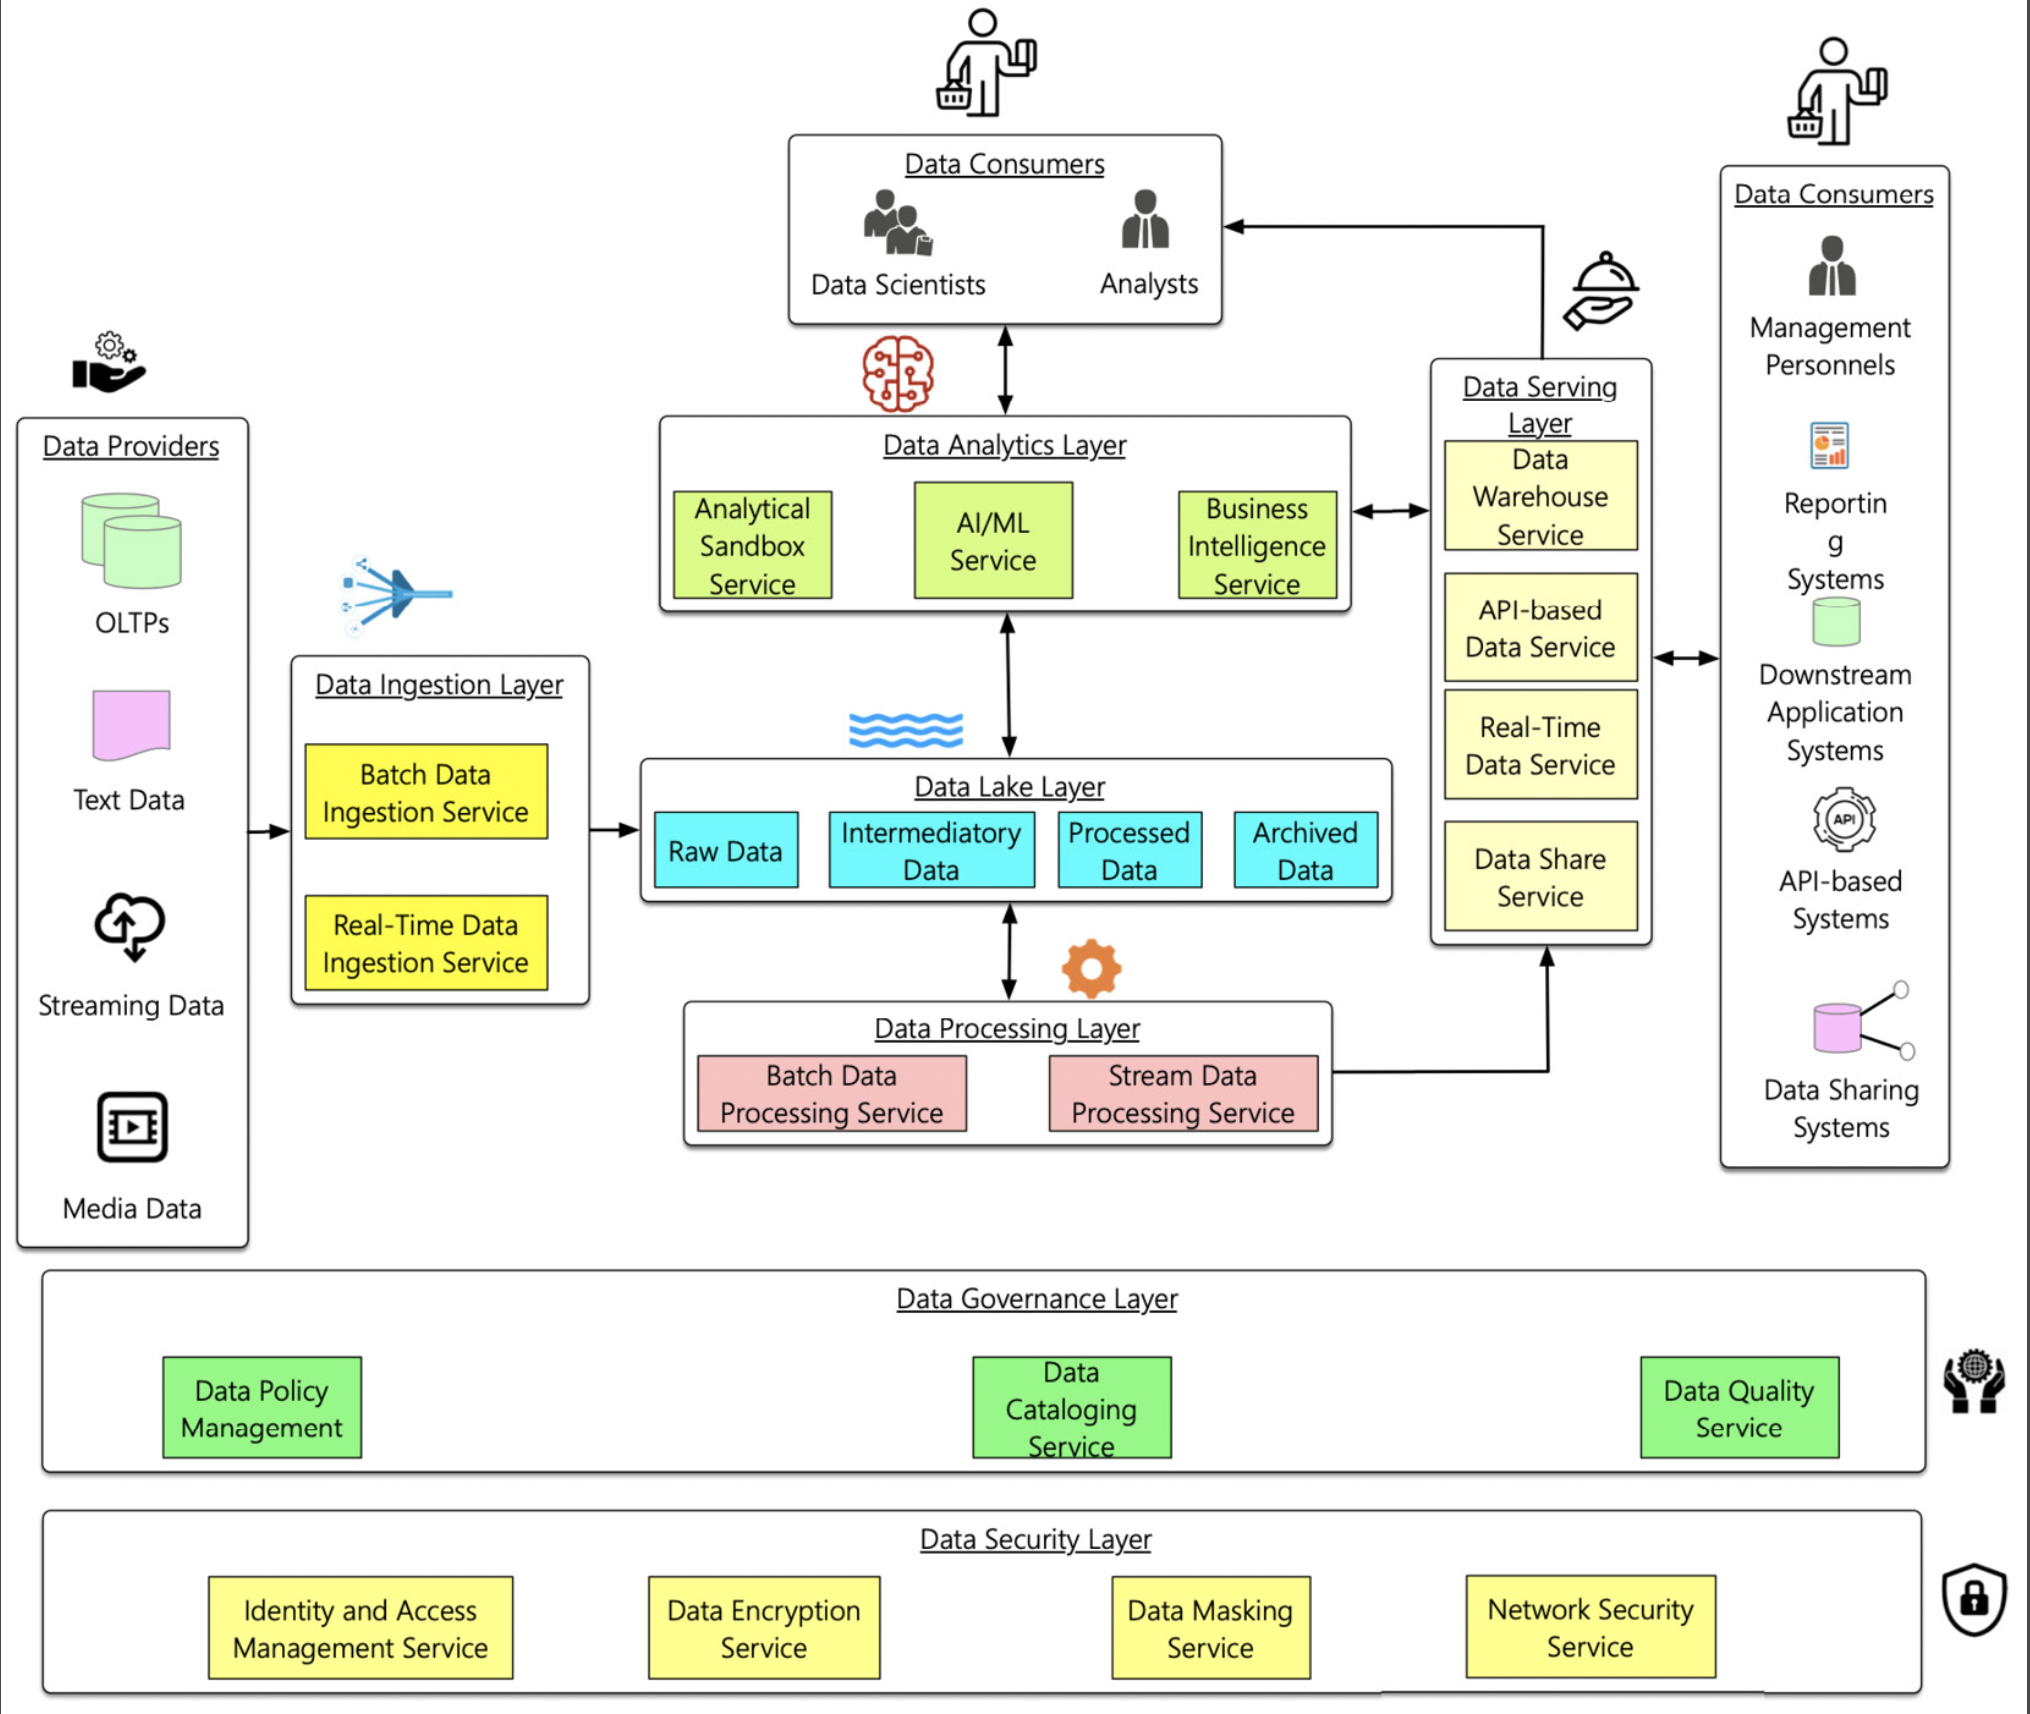 Data Consumers
Data Scientists
Analysts
Data Consumers
Management
Personnels
Reportin
g
Systems
Downstream
Application
Systems
API
API-based
Systems
Data Sharing
Systems
Data Providers
OLTPs
Text Data
Streaming Data
Media Data
Data Ingestion Layer
Batch Data
Ingestion Service
Real-Time Data
Ingestion Service
Data Analytics Layer
Analytical
Sandbox
Service
AI/ML
Service
Business
Intelligence
Service
Data Serving
Layer
Data
Warehouse
Service
API-based
Data Service
Real-Time
Data Service
Data Share
Service
Data Lake Layer
Raw Data
Intermediatory
Data
Processed
Data
Archived
Data
Data Processing Layer
Batch Data
Processing Service
Stream Data
Processing Service
Data Governance Layer
Data Policy
Management
Data
Cataloging
Service
Data Quality
Service
Data Security Layer
Identity and Access
Management Service
Data Encryption
Service
Data Masking
Service
Network Security
Service